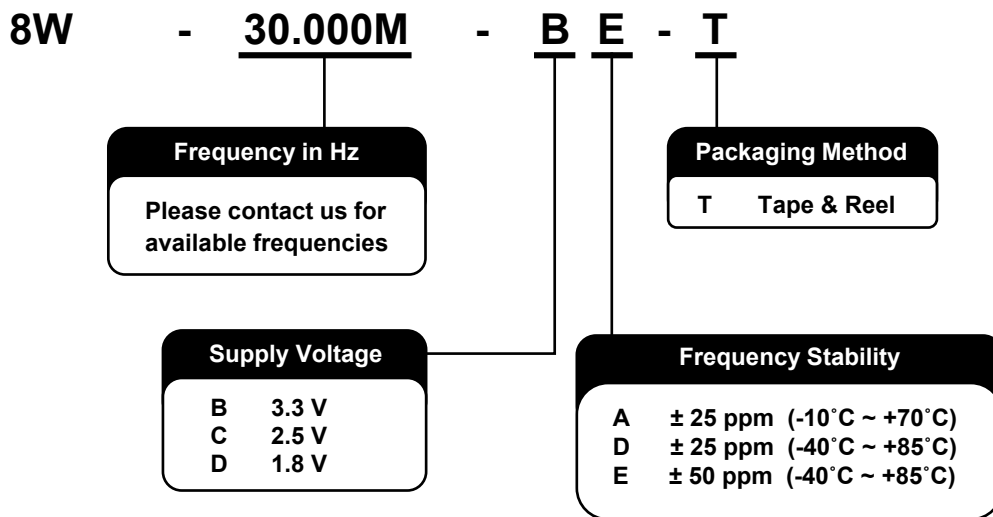 8W - 30.000M - B E - T
Frequency in Hz
Please contact us for
available frequencies
Packaging Method
T Tape & Reel
Supply Voltage
B 3.3 V
C 2.5 V
D 1.8 V
Frequency Stability
A ± 25 ppm (-10˚C ~ +70˚C)
D ± 25 ppm (-40˚C ~ +85˚C)
E ± 50 ppm (-40˚C ~ +85˚C)